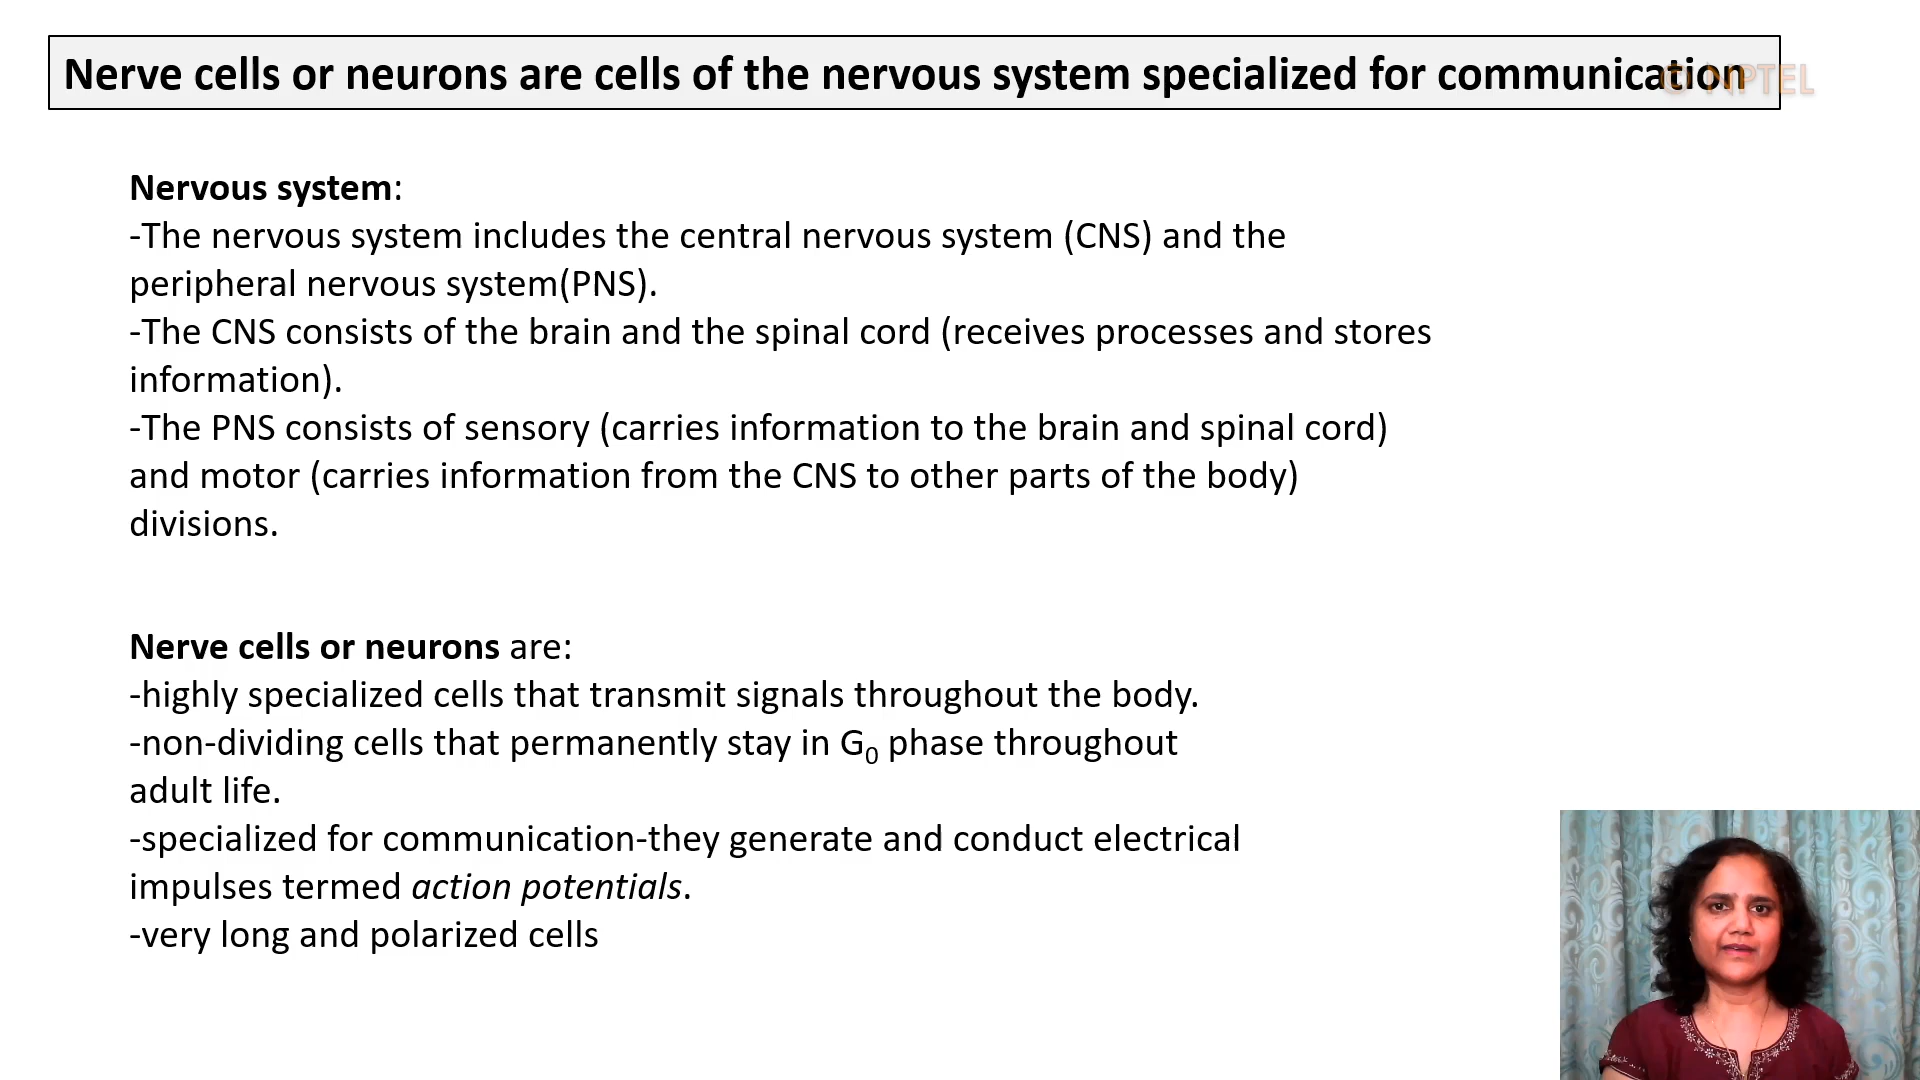 Nerve cells or neurons are cells of the nervous system specialized for communication
© NPTEL
Nervous system:
-The nervous system includes the central nervous system (CNS) and the
peripheral nervous system(PNS).
-The CNS consists of the brain and the spinal cord (receives processes and stores
information).
-The PNS consists of sensory (carries information to the brain and spinal cord)
and motor (carries information from the CNS to other parts of the body)
divisions.
Nerve cells or neurons are:
-highly specialized cells that transmit signals throughout the body.
-non-dividing cells that permanently stay in G₀ phase throughout
adult life.
-specialized for communication-they generate and conduct electrical
impulses termed action potentials.
-very long and polarized cells